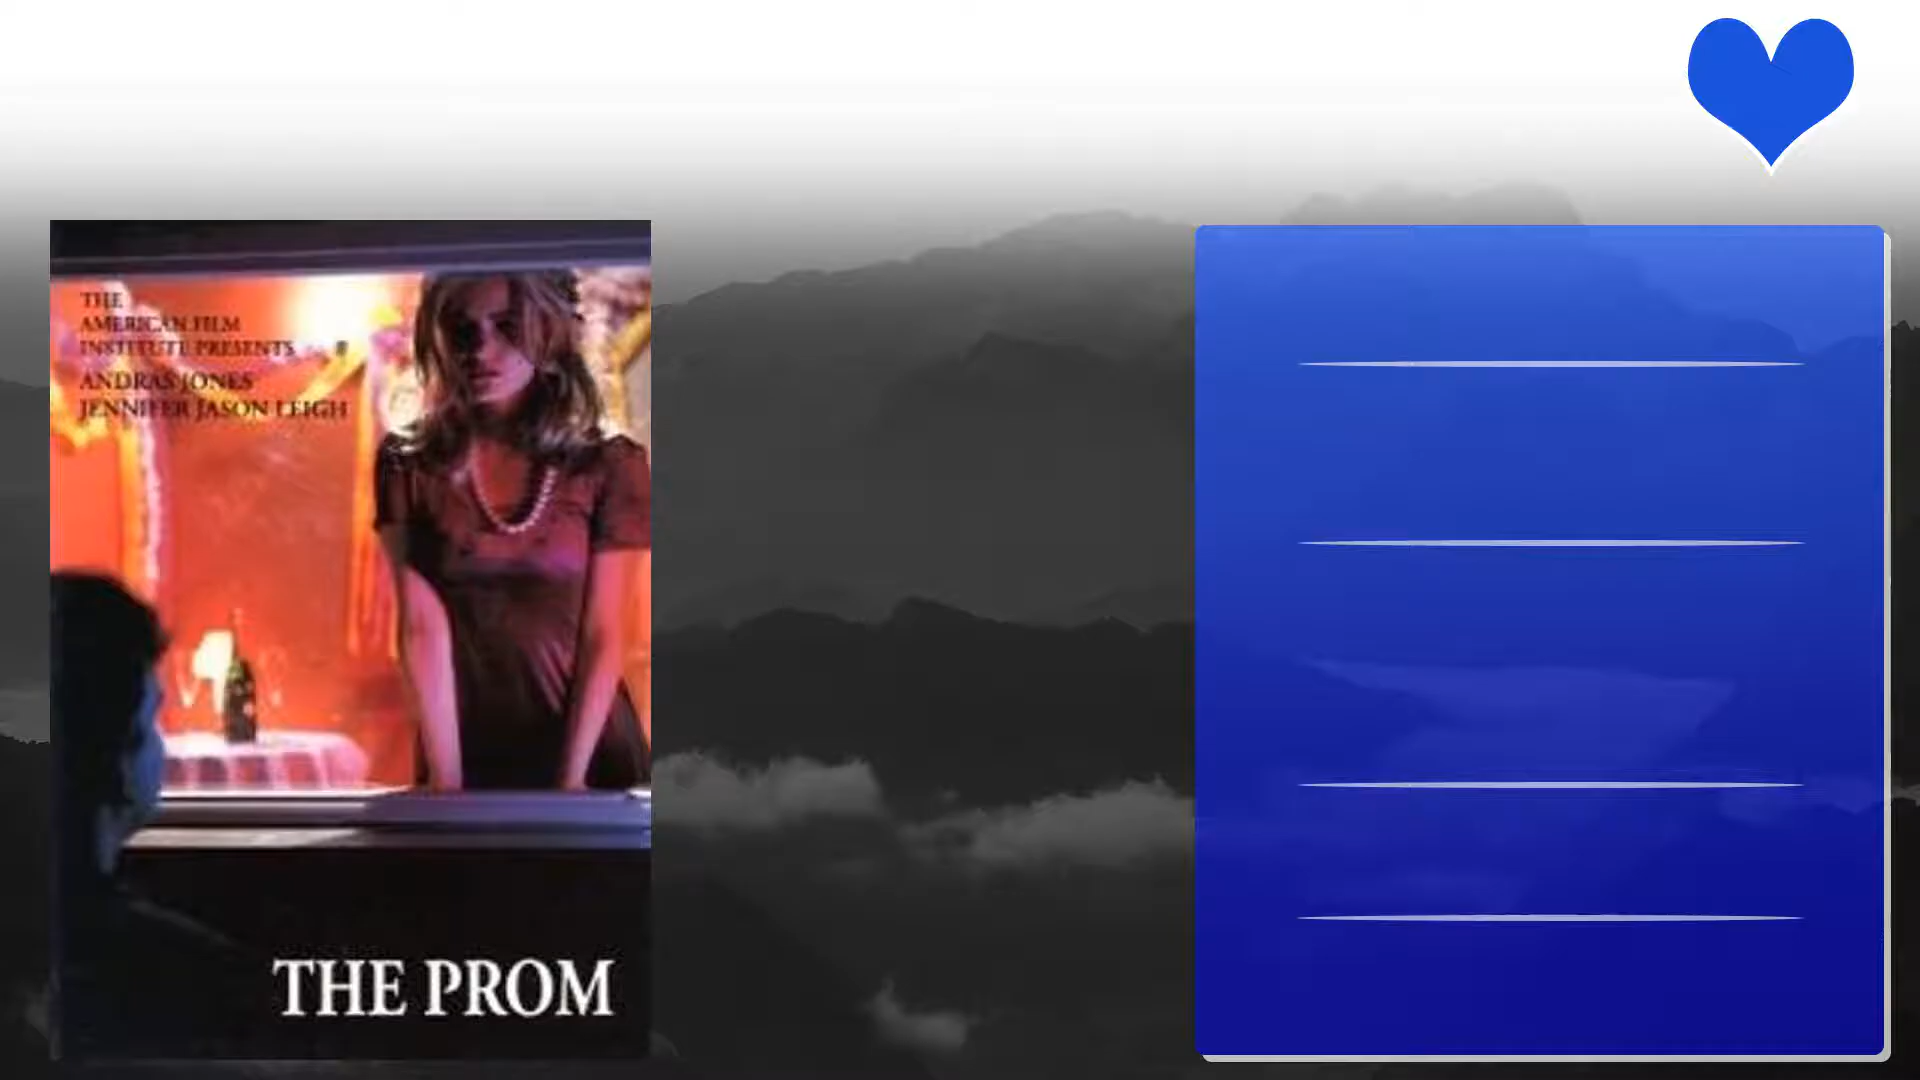 THE
AMERICAN FILM
INSTITUTE PRESENTS
ANDRAS JONES
JENNIFER JASON LEIGH
THE PROM